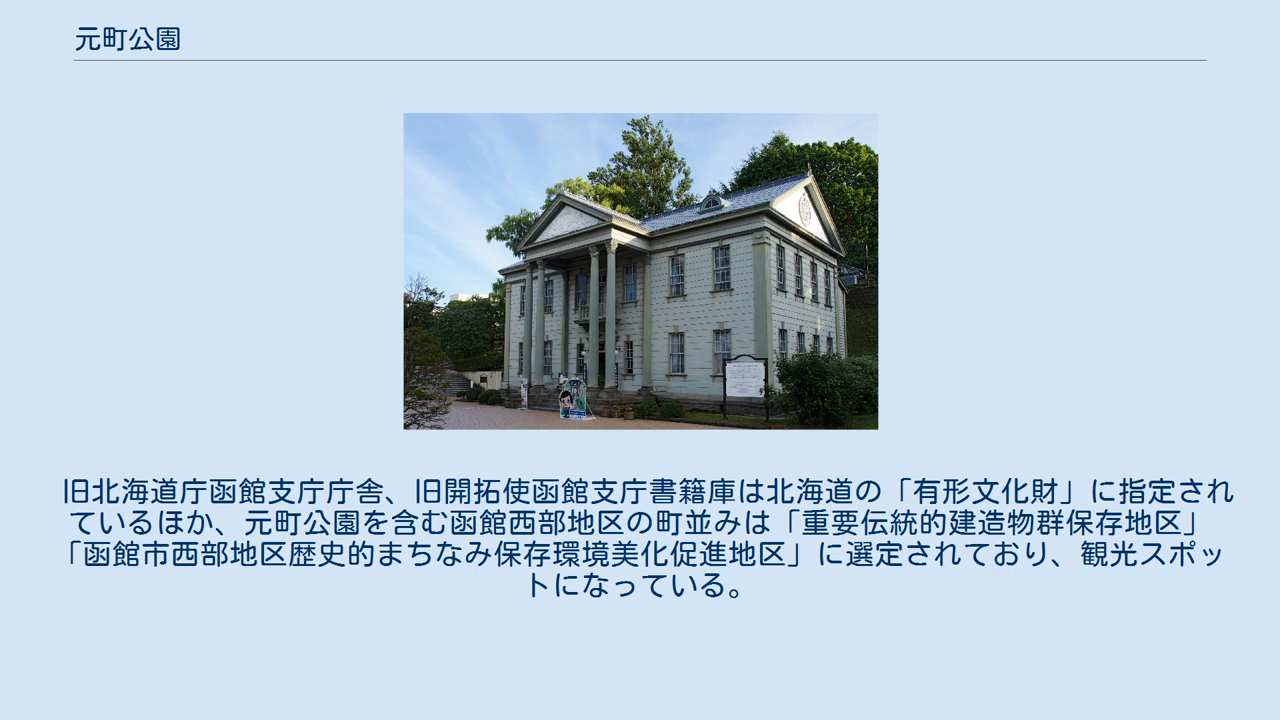 元町公園
旧北海道庁函館支庁庁舎、旧開拓使函館支庁書籍庫は北海道の「有形文化財」に指定され
ているほか、元町公園を含む函館西部地区の町並みは「重要伝統的建造物群保存地区」
「函館市西部地区歴史的まちなみ保存環境美化促進地区」に選定されており、観光スポッ
トになっている。